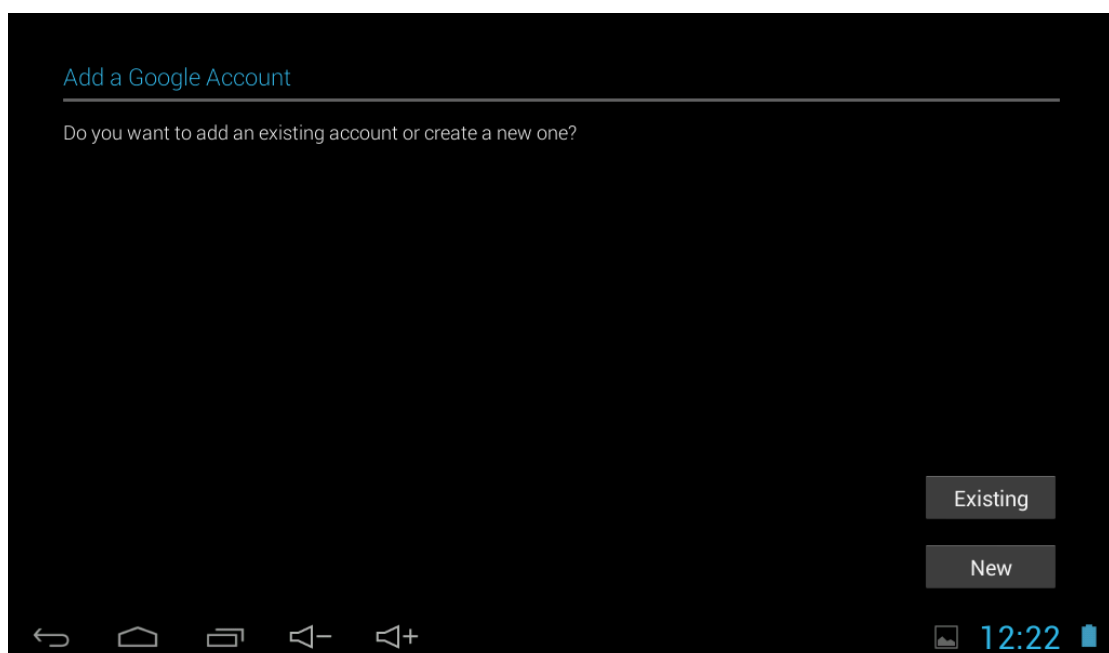 Add a Google Account
Do you want to add an existing account or create a new one?
Existing
New
12:22